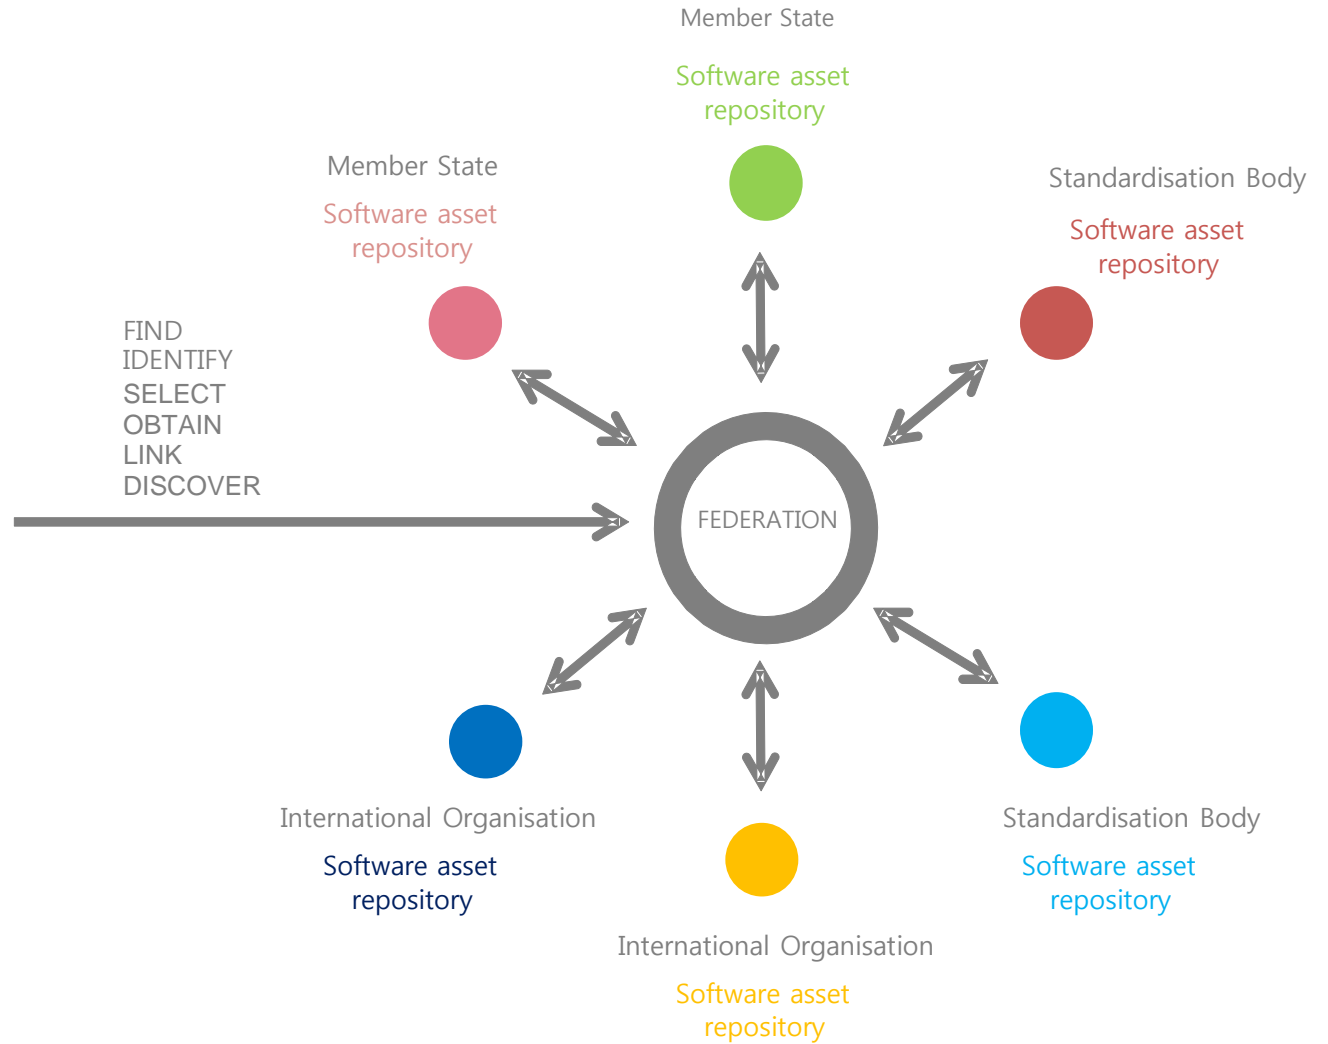 Member State
Software asset
repository
Member State
Software asset
repository
Standardisation Body
Software asset
repository
FIND
IDENTIFY
SELECT
OBTAIN
LINK
DISCOVER
FEDERATION
International Organisation
Software asset
repository
Standardisation Body
Software asset
repository
International Organisation
Software asset
repository